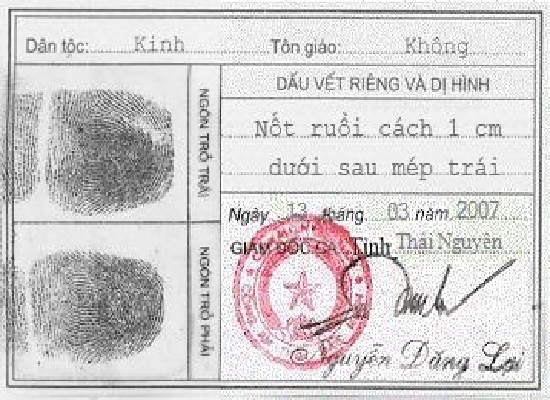 Dân tộc: Kinh Tôn giáo: Không
NGÓN TRỎ TRÁI
NGÓN TRỎ PHẢI
DẤU VẾT RIÊNG VÀ DỊ HÌNH
Nốt ruồi cách 1 cm
dưới sau mép trái
Ngày 13 tháng 03 năm 2007
GIÁM ĐỐC CA Tỉnh Thái Nguyên
Nguyễn Đăng